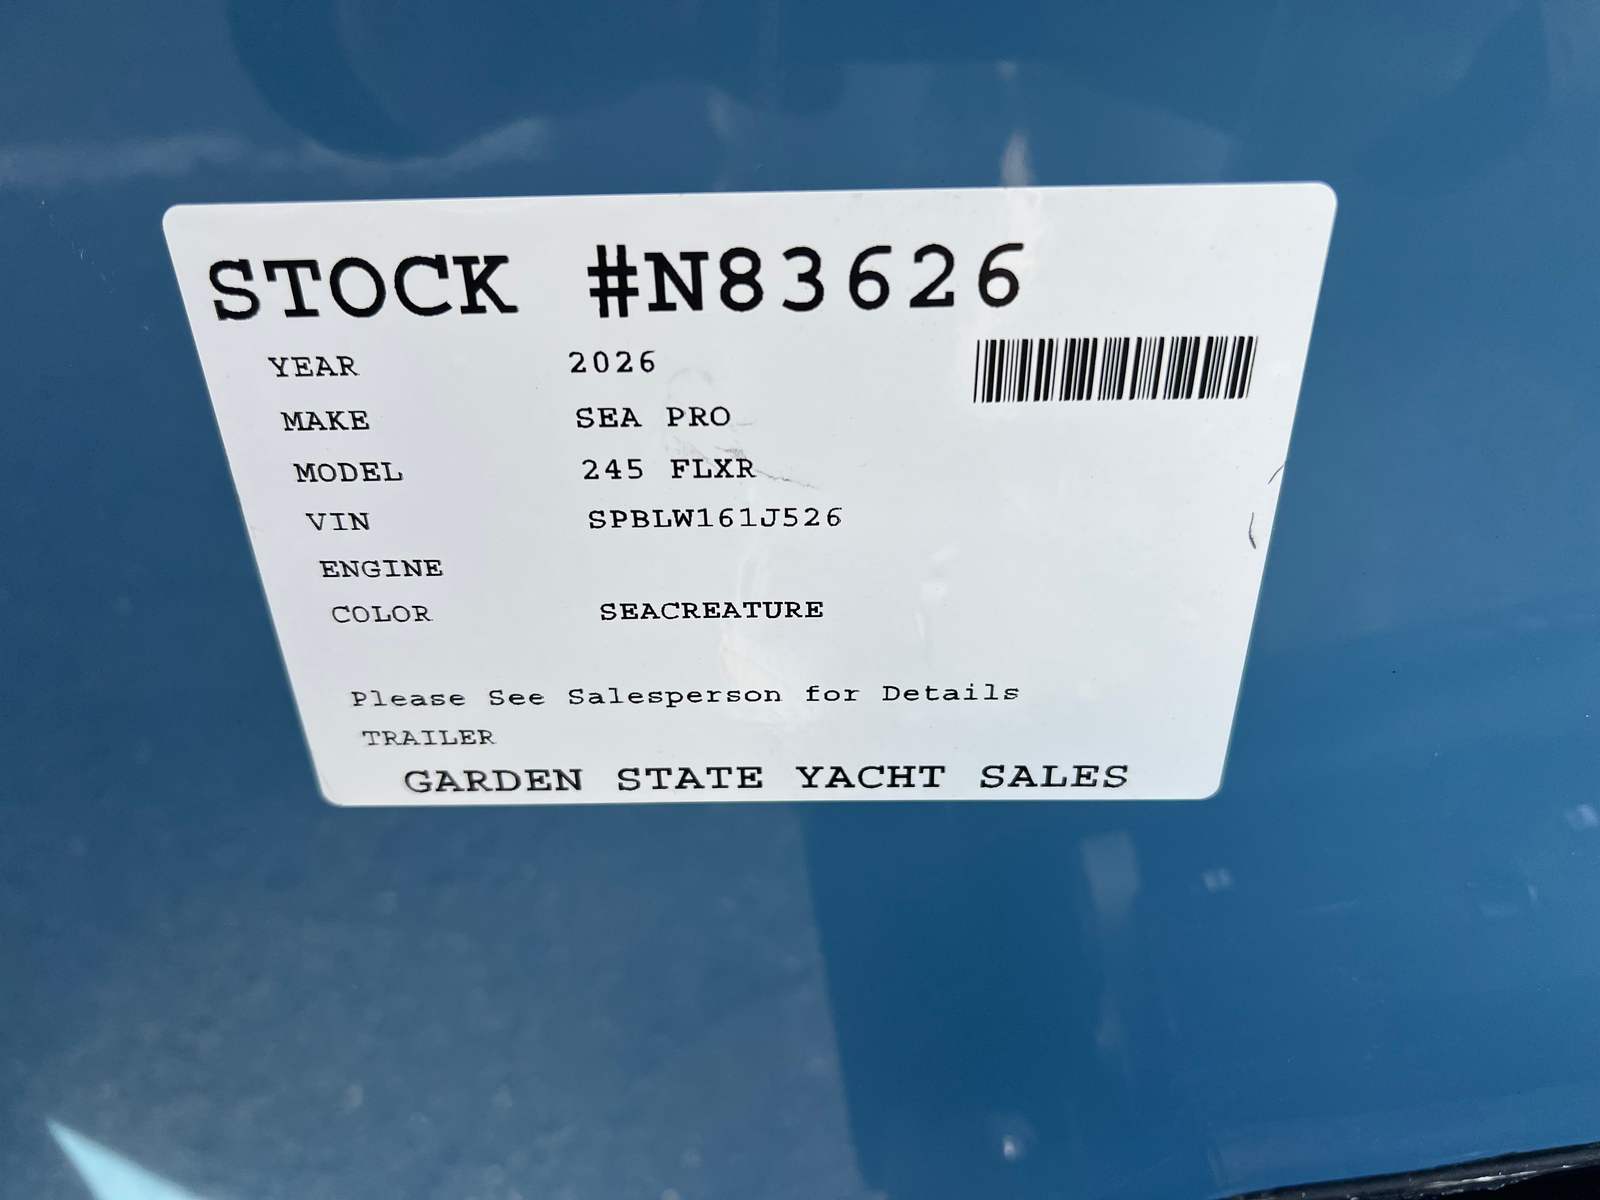 STOCK #N83626
YEAR 2026
MAKE SEA PRO
MODEL 245 FLXR
VIN SPBLW161J526
ENGINE
COLOR SEACREATURE
Please See Salesperson for Details
TRAILER
GARDEN STATE YACHT SALES